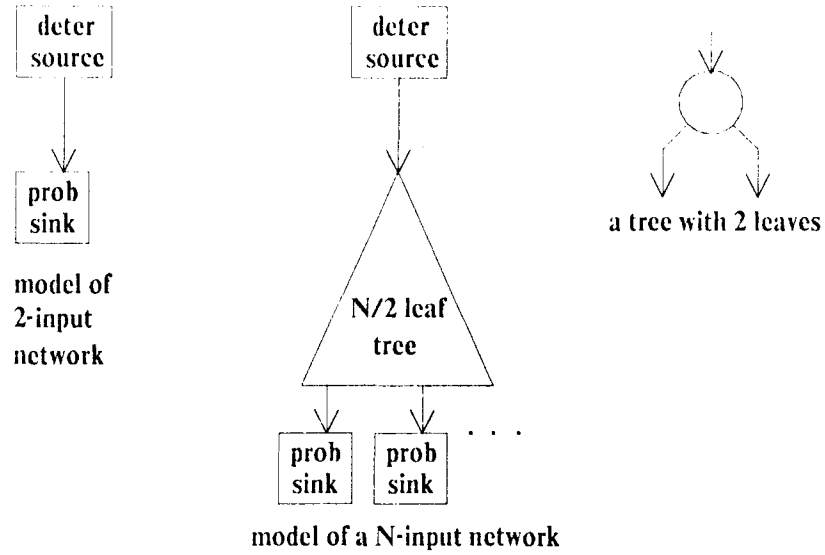 deter
source
prob
sink
model of
2-input
network
deter
source
N/2 leaf
tree
prob
sink
prob
sink
. . .
model of a N-input network
a tree with 2 leaves